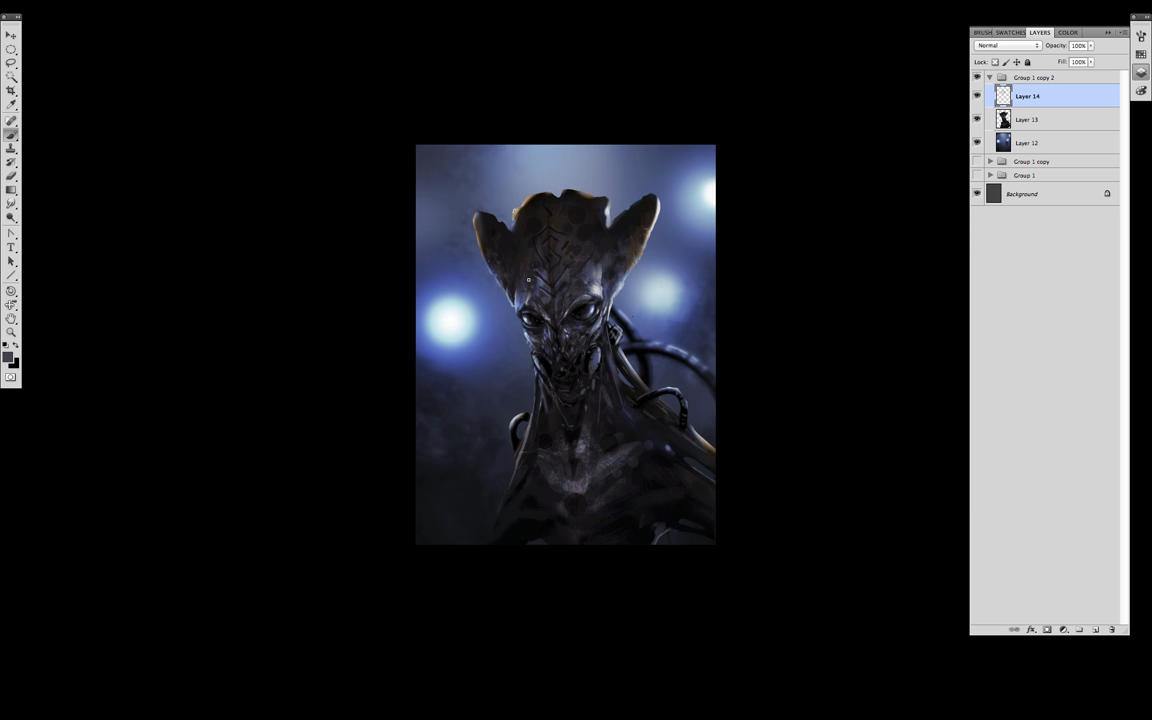 BRUSH SWATCHES LAYERS COLOR
Normal Opacity: 100%
Lock: Fill: 100%
Group 1 copy 2
Layer 14
Layer 13
Layer 12
Group 1 copy
Group 1
Background
T
fx